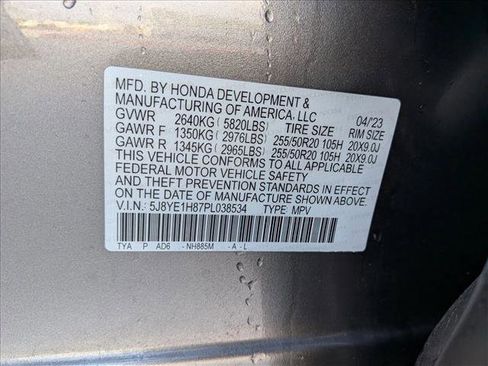 MFD. BY HONDA DEVELOPMENT &
MANUFACTURING OF AMERICA, LLC 04/'23
GVWR 2640KG (5820LBS) TIRE SIZE RIM SIZE
GAWR F 1350KG (2976LBS) 255/50R20 105H 20X9.0J
GAWR R 1345KG (2965LBS) 255/50R20 105H 20X9.0J
THIS VEHICLE CONFORMS TO ALL APPLICABLE
FEDERAL MOTOR VEHICLE SAFETY
AND THEFT PREVENTION STANDARDS IN EFFECT
ON THE DATE OF MANUFACTURE SHOWN ABOVE.
V.I.N.: 5J8YE1H87PL038534 TYPE: MPV
TYA P AD6 - NH885M - A - L